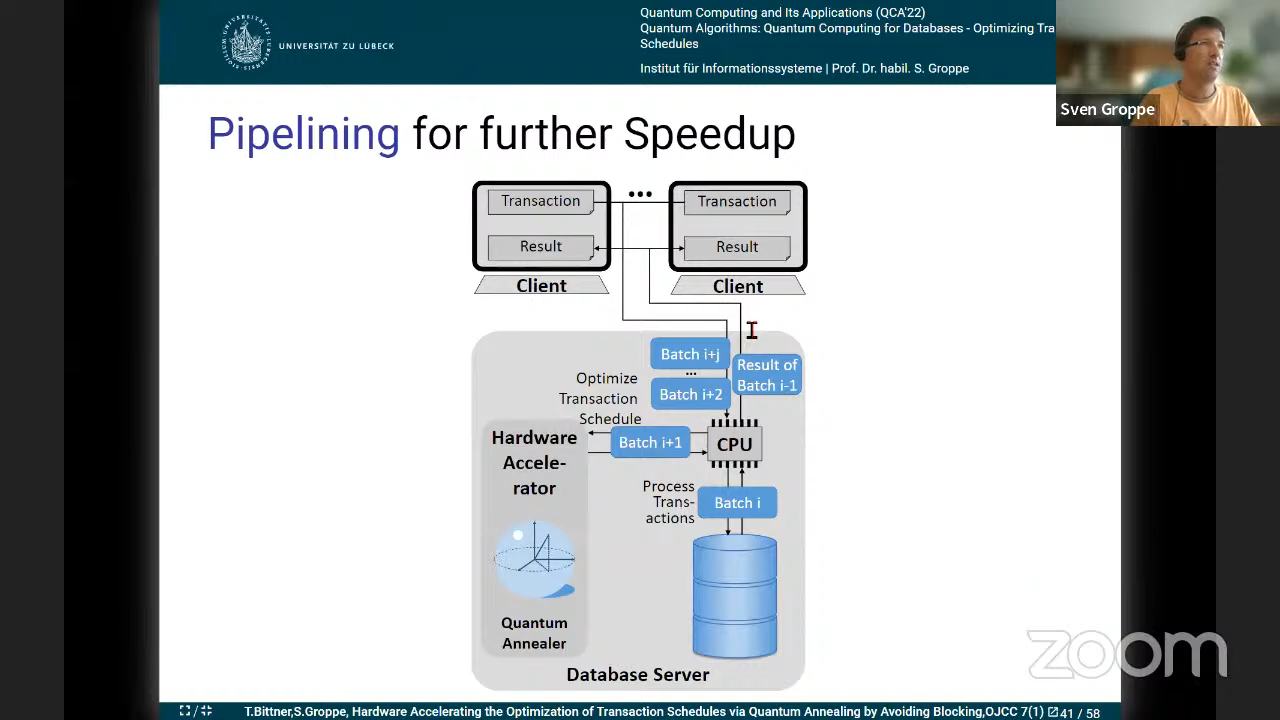 UNIVERSITÄT ZU LÜBECK
Quantum Computing and Its Applications (QCA'22)
Quantum Algorithms: Quantum Computing for Databases - Optimizing Tra
Schedules
Institut für Informationssysteme | Prof. Dr. habil. S. Groppe
Sven Groppe
Pipelining for further Speedup
Transaction
•••
Transaction
Result
Result
Client
Client
Batch i+j
...
Batch i+2
Result of
Batch i-1
Optimize
Transaction
Schedule
Batch i+1
CPU
Hardware
Accele-
rator
Process
Trans-
actions
Batch i
Quantum
Annealer
Database Server
zoom
T.Bittner,S.Groppe, Hardware Accelerating the Optimization of Transaction Schedules via Quantum Annealing by Avoiding Blocking,OJCC 7(1) 41 / 58